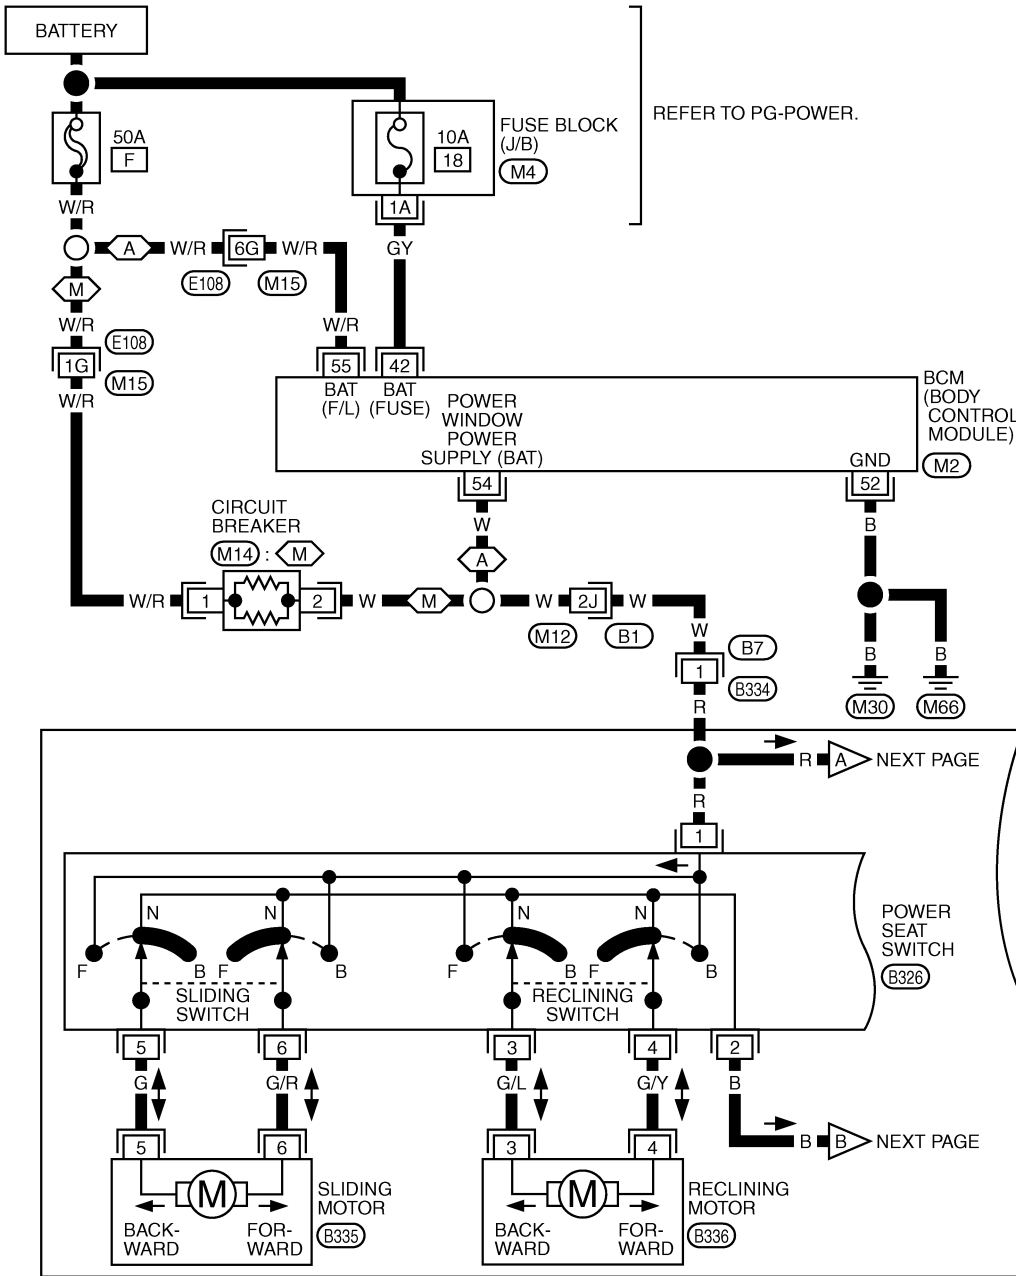 BATTERY
50A
F
10A
18
FUSE BLOCK
(J/B)
M4
REFER TO PG-POWER.
1A
W/R
GY
A
W/R
6G
W/R
E108
M15
M
W/R
E108
1G
M15
W/R
W/R
55
42
BAT
(F/L)
BAT
(FUSE)
POWER
WINDOW
POWER
SUPPLY (BAT)
GND
BCM
(BODY
CONTROL
MODULE)
M2
54
52
W
B
A
CIRCUIT
BREAKER
M14 : M
W/R
1
2
W
M
W
2J
W
M12
B1
W
B7
1
B334
R
B
B
M30
M66
R
A
NEXT PAGE
R
1
N
N
N
N
F
B
F
B
F
B
F
B
SLIDING
SWITCH
RECLINING
SWITCH
POWER
SEAT
SWITCH
B326
5
6
3
4
2
G
G/R
G/L
G/Y
B
B
B
NEXT PAGE
5
6
3
4
M
M
BACK-
WARD
FOR-
WARD
SLIDING
MOTOR
B335
BACK-
WARD
FOR-
WARD
RECLINING
MOTOR
B336